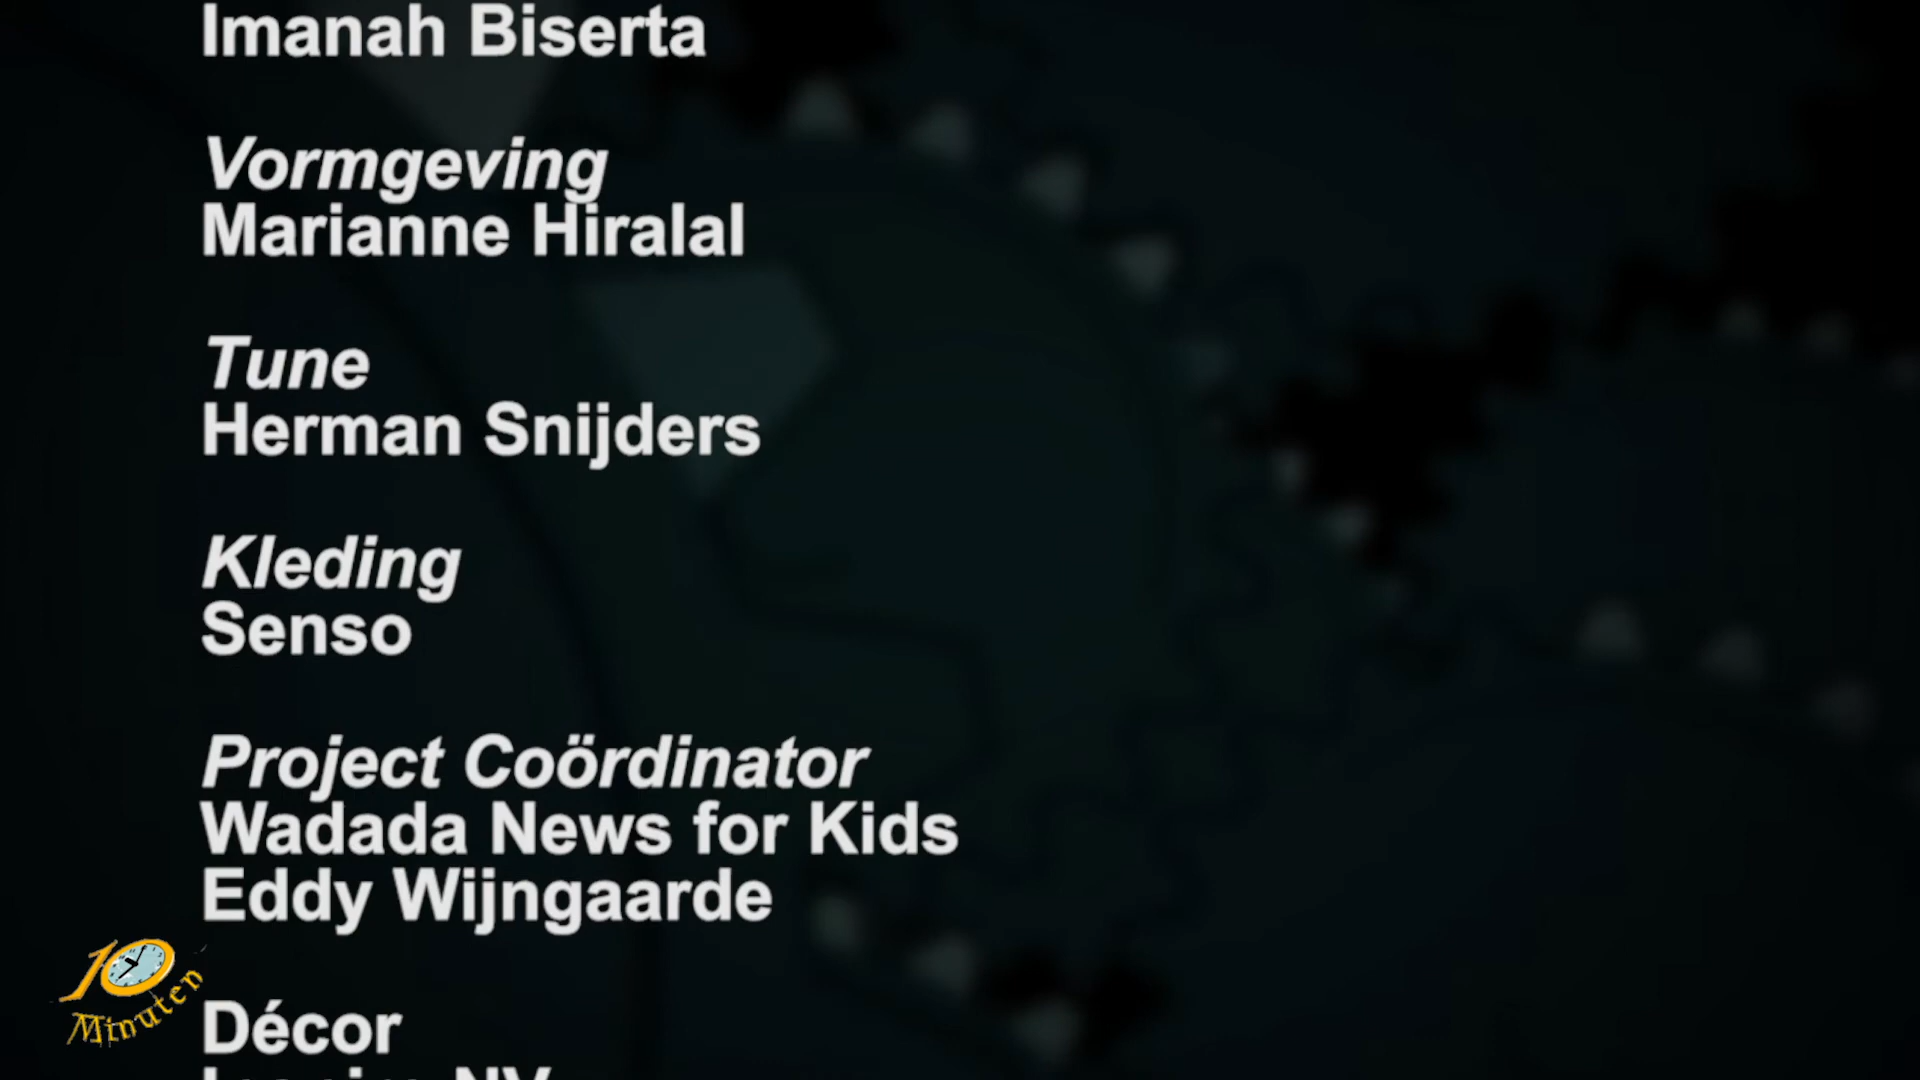 Imanah Biserta
Vormgeving
Marianne Hiralal
Tune
Herman Snijders
Kleding
Senso
Project Coördinator
Wadada News for Kids
Eddy Wijngaarde
10
Minuten
Décor
NV